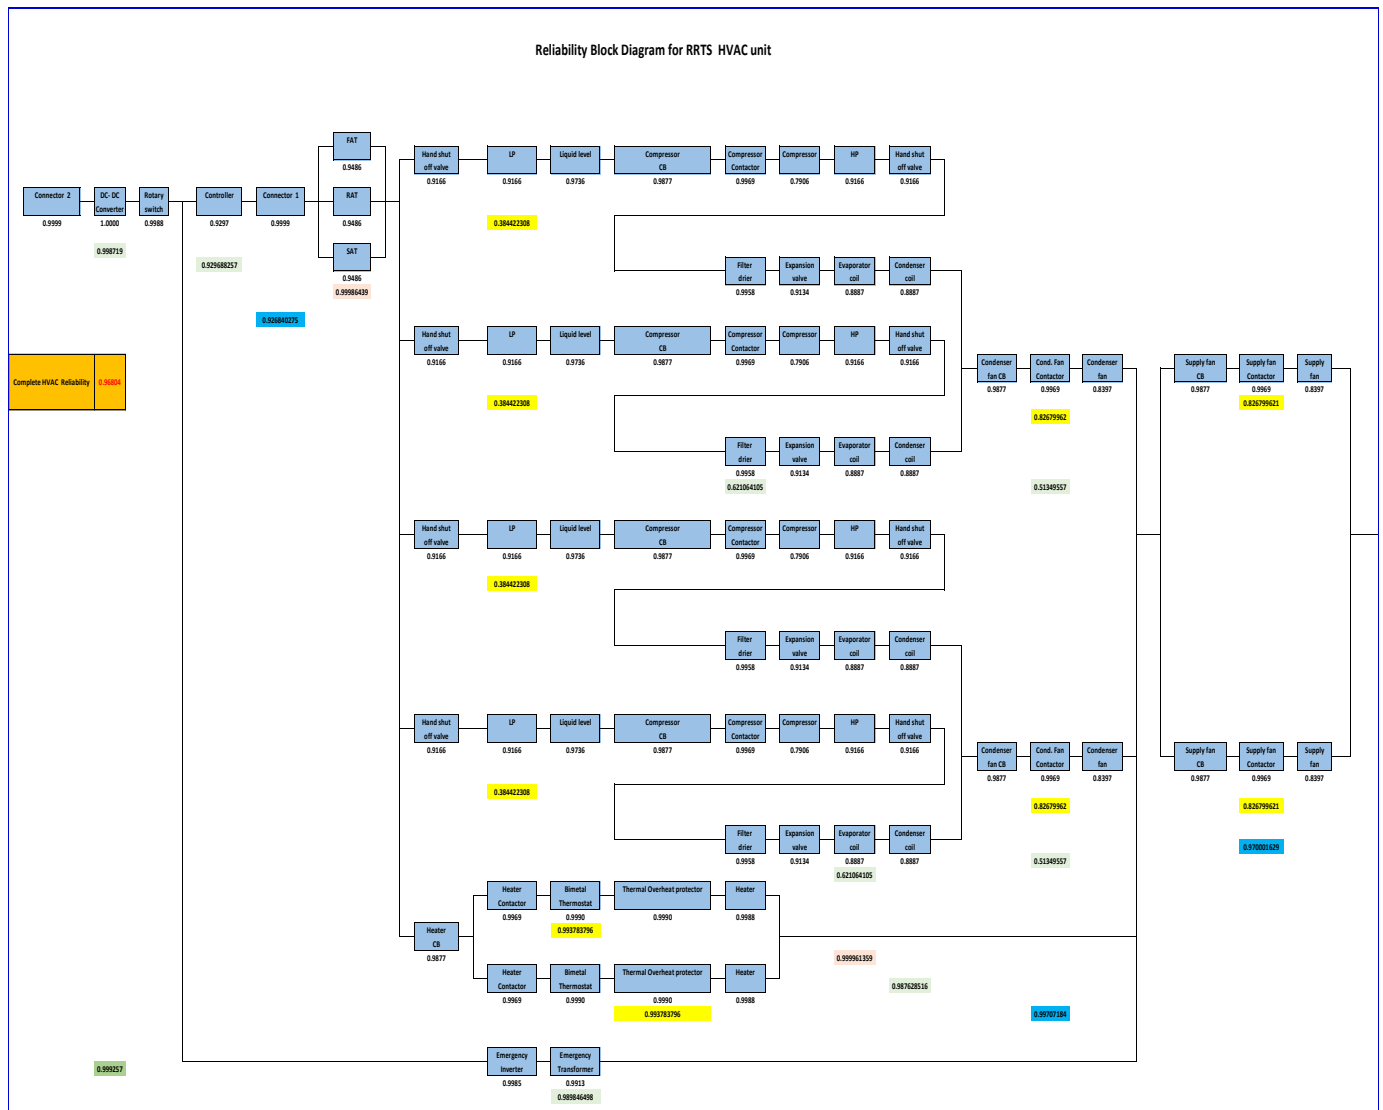 Reliability Block Diagram for RRTS HVAC unit
FAT
0.9486
Hand shut off valve
0.9166
LP
0.9166
Liquid level
0.9736
Compressor CB
0.9877
Compressor Contactor
0.9969
Compressor
0.7906
HP
0.9166
Hand shut off valve
0.9166
Connector 2
0.9999
DC- DC Converter
1.0000
Rotary switch
0.9988
Controller
0.9297
Connector 1
0.9999
RAT
0.9486
0.384422308
0.998719
0.929688257
SAT
0.9486
0.99986439
Filter drier
0.9958
Expansion valve
0.9134
Evaporator coil
0.8887
Condenser coil
0.8887
0.926840275
Hand shut off valve
0.9166
LP
0.9166
Liquid level
0.9736
Compressor CB
0.9877
Compressor Contactor
0.9969
Compressor
0.7906
HP
0.9166
Hand shut off valve
0.9166
Complete HVAC Reliability
0.96804
Condenser fan CB
0.9877
Cond. Fan Contactor
0.9969
Condenser fan
0.8397
Supply fan CB
0.9877
Supply fan Contactor
0.9969
Supply fan
0.8397
0.384422308
0.82679962
0.826799621
Filter drier
0.9958
Expansion valve
0.9134
Evaporator coil
0.8887
Condenser coil
0.8887
0.621064105
0.51349557
Hand shut off valve
0.9166
LP
0.9166
Liquid level
0.9736
Compressor CB
0.9877
Compressor Contactor
0.9969
Compressor
0.7906
HP
0.9166
Hand shut off valve
0.9166
0.384422308
Filter drier
0.9958
Expansion valve
0.9134
Evaporator coil
0.8887
Condenser coil
0.8887
Hand shut off valve
0.9166
LP
0.9166
Liquid level
0.9736
Compressor CB
0.9877
Compressor Contactor
0.9969
Compressor
0.7906
HP
0.9166
Hand shut off valve
0.9166
Condenser fan CB
0.9877
Cond. Fan Contactor
0.9969
Condenser fan
0.8397
Supply fan CB
0.9877
Supply fan Contactor
0.9969
Supply fan
0.8397
0.384422308
0.82679962
0.826799621
Filter drier
0.9958
Expansion valve
0.9134
Evaporator coil
0.8887
Condenser coil
0.8887
0.621064105
0.51349557
0.970001629
Heater Contactor
0.9969
Bimetal Thermostat
0.9990
Thermal Overheat protector
0.9990
Heater
0.9988
0.993783796
Heater CB
0.9877
0.999961359
Heater Contactor
0.9969
Bimetal Thermostat
0.9990
Thermal Overheat protector
0.9990
Heater
0.9988
0.987628516
0.993783796
0.99707184
Emergency Inverter
0.9985
Emergency Transformer
0.9913
0.999257
0.989846498